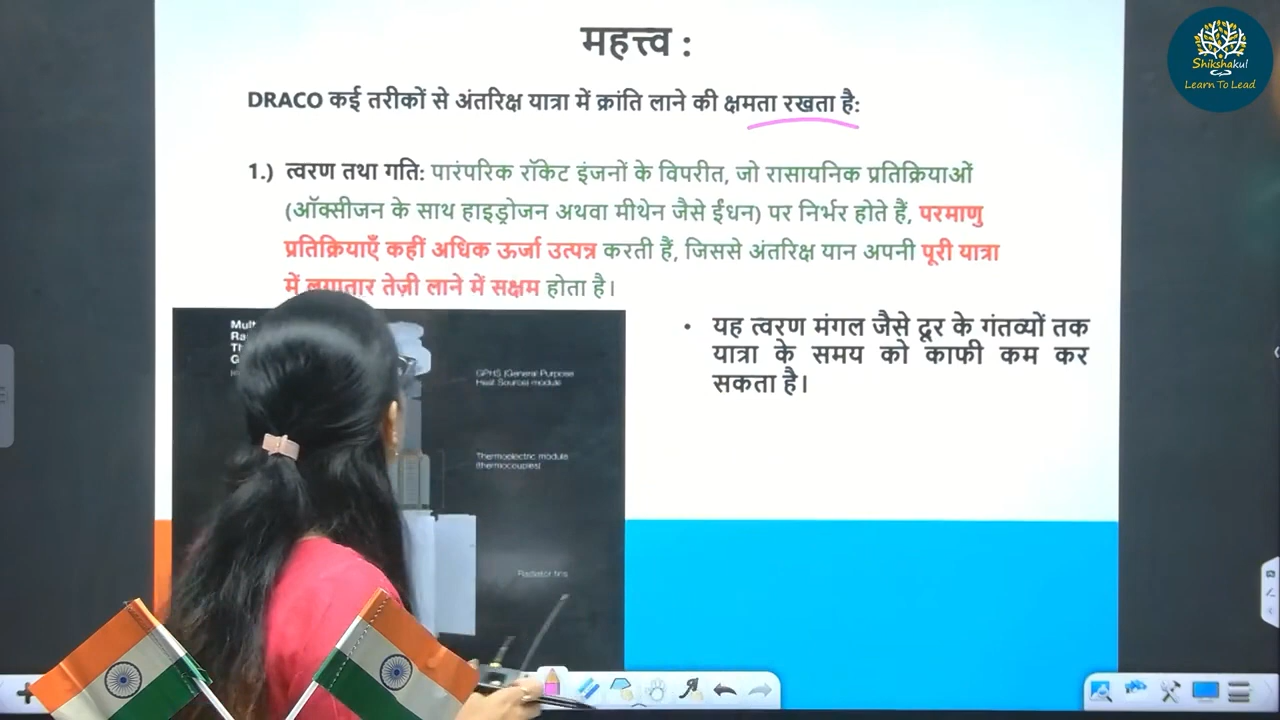 महत्त्व :
Shikshakul
Learn To Lead
DRACO कई तरीकों से अंतरिक्ष यात्रा में क्रांति लाने की क्षमता रखता है:
1.) त्वरण तथा गति: पारंपरिक रॉकेट इंजनों के विपरीत, जो रासायनिक प्रतिक्रियाओं
(ऑक्सीजन के साथ हाइड्रोजन अथवा मीथेन जैसे ईंधन) पर निर्भर होते हैं, परमाणु
प्रतिक्रियाएँ कहीं अधिक ऊर्जा उत्पन्न करती हैं, जिससे अंतरिक्ष यान अपनी पूरी यात्रा
में लगातार तेज़ी लाने में सक्षम होता है।
• यह त्वरण मंगल जैसे दूर के गंतव्यों तक
यात्रा के समय को काफी कम कर
सकता है।
GPHS (General Purpose
Heat Source) module
Thermoelectric module
(thermocouples)
Radiator fins